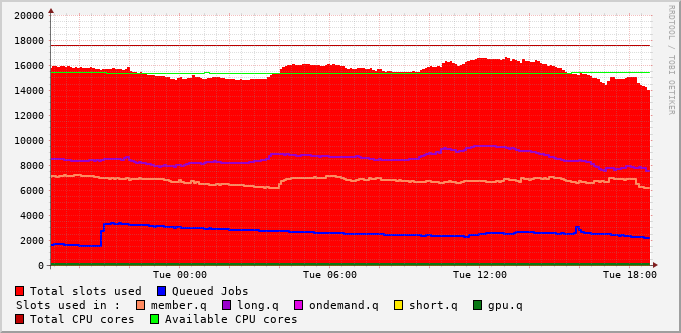 RRDTOOL / TOBI OETIKER
20000
18000
16000
14000
12000
10000
8000
6000
4000
2000
0
Tue 00:00 Tue 06:00 Tue 12:00 Tue 18:00
Total slots used Queued Jobs
Slots used in : member.q long.q ondemand.q short.q gpu.q
Total CPU cores Available CPU cores